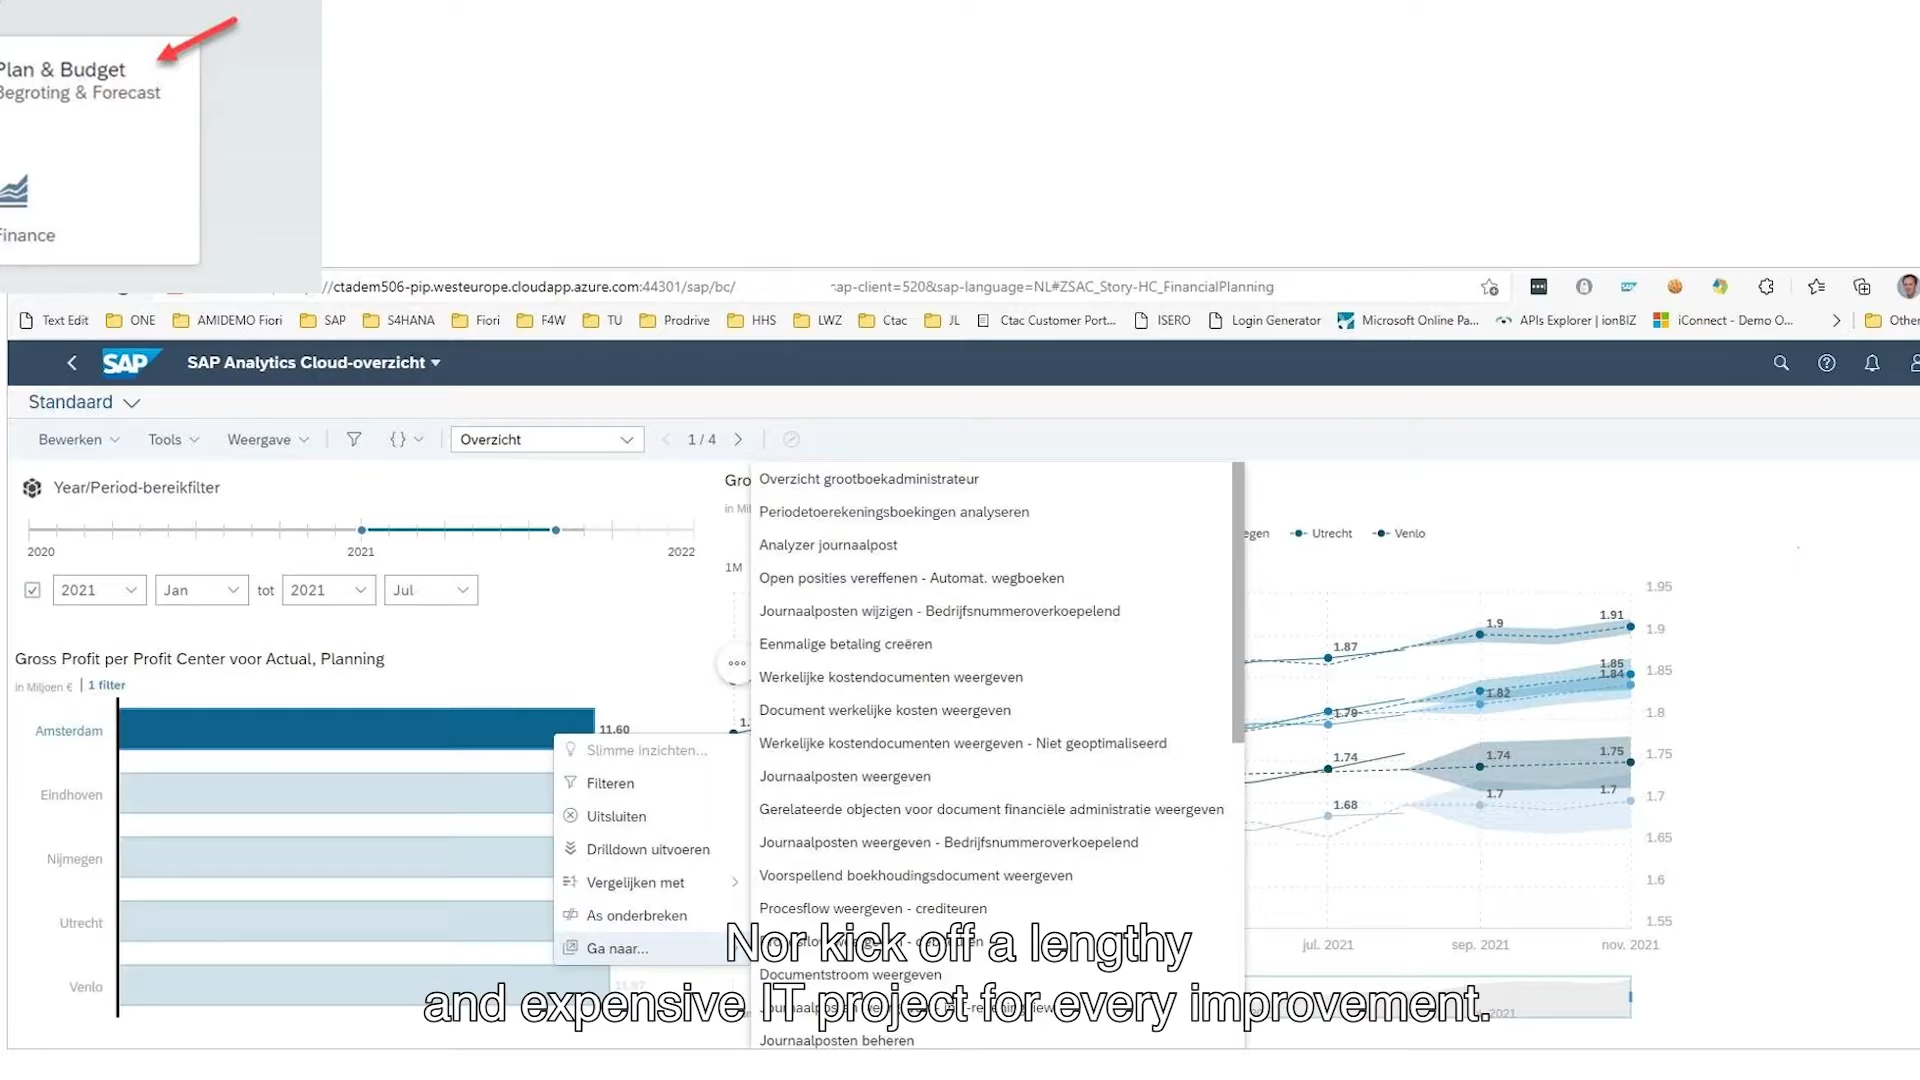 Plan & Budget
Begroting & Forecast
Finance
//ctadem506-pip.westeurope.cloudapp.azure.com:44301/sap/bc/
sap-client=520&sap-language=NL#ZSAC_Story-HC_FinancialPlanning
Text Edit ONE AMIDEMO Fiori SAP S4HANA Fiori F4W TU Prodrive HHS LWZ Ctac JL Ctac Customer Port... ISERO Login Generator Microsoft Online Pa... APIs Explorer | ionBIZ iConnect - Demo O... Other
SAP SAP Analytics Cloud-overzicht
Standaard
Bewerken Tools Weergave { } Overzicht 1 / 4
Year/Period-bereikfilter
2020 2021 2022
2021 Jan tot 2021 Jul
Gross Profit per Profit Center voor Actual, Planning
in Miljoen € | 1 filter
Amsterdam 11.60
Eindhoven
Nijmegen
Utrecht
Venlo 11.97
Slimme inzichten...
Filteren
Uitsluiten
Drilldown uitvoeren
Vergelijken met
As onderbreken
Ga naar...
Gro
in Mil
1M
1.
Overzicht grootboekadministrateur
Periodetoerekeningsboekingen analyseren
Analyzer journaalpost
Open posities vereffenen - Automat. wegboeken
Journaalposten wijzigen - Bedrijfsnummeroverkoepelend
Eenmalige betaling creëren
Werkelijke kostendocumenten weergeven
Document werkelijke kosten weergeven
Werkelijke kostendocumenten weergeven - Niet geoptimaliseerd
Journaalposten weergeven
Gerelateerde objecten voor document financiële administratie weergeven
Journaalposten weergeven - Bedrijfsnummeroverkoepelend
Voorspellend boekhoudingsdocument weergeven
Procesflow weergeven - crediteuren
Documentstroom weergeven
Journaalposten beheren
egen Utrecht Venlo
1.95
1.9
1.85
1.8
1.75
1.7
1.65
1.6
1.55
1.87 1.9 1.91
1.79 1.82 1.85
1.84
1.74 1.74 1.75
1.68 1.7 1.7
jul. 2021 sep. 2021 nov. 2021
2021
Nor kick off a lengthy
and expensive IT project for every improvement.